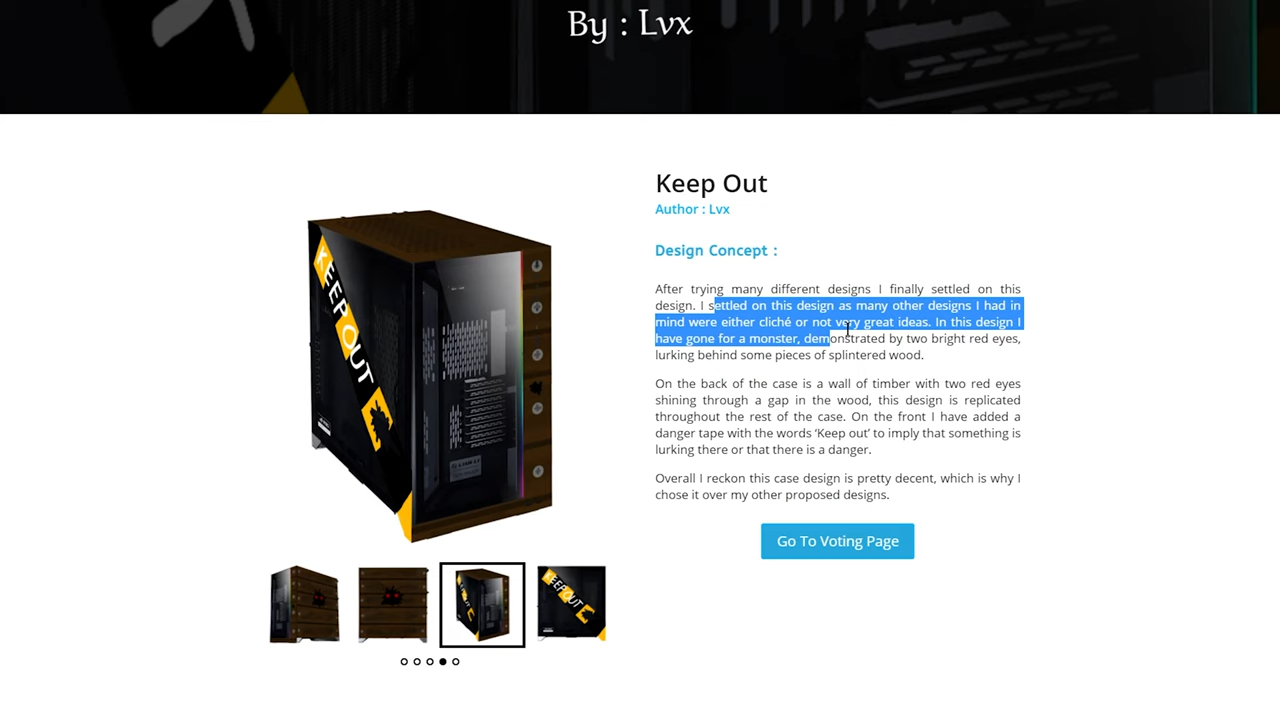 By : Lvx
Keep Out
Author : Lvx
Design Concept :
After trying many different designs I finally settled on this
design. I settled on this design as many other designs I had in
mind were either cliché or not very great ideas. In this design I
have gone for a monster, demonstrated by two bright red eyes,
lurking behind some pieces of splintered wood.
On the back of the case is a wall of timber with two red eyes
shining through a gap in the wood, this design is replicated
throughout the rest of the case. On the front I have added a
danger tape with the words ‘Keep out’ to imply that something is
lurking there or that there is a danger.
Overall I reckon this case design is pretty decent, which is why I
chose it over my other proposed designs.
Go To Voting Page
KEEP OUT
KEEP OUT
KEEP OUT